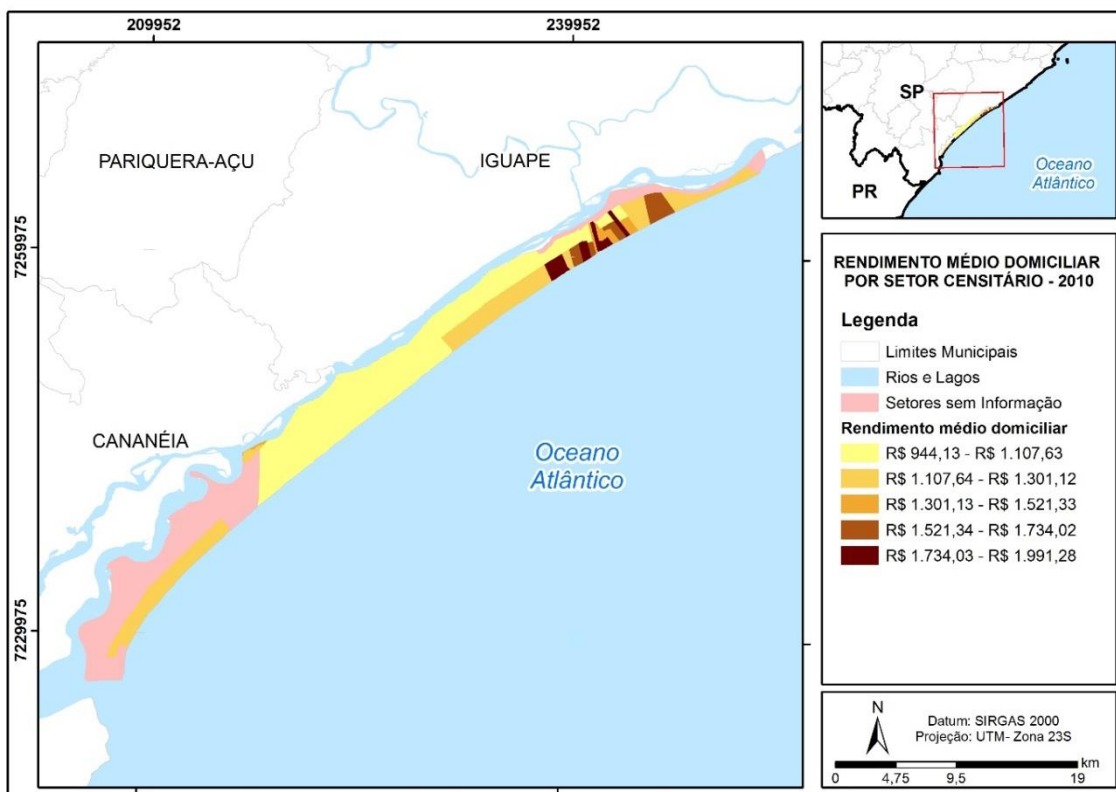 209952
239952
7259975
7229975
PARIQUERA-AÇU
IGUAPE
CANANÉIA
Oceano
Atlântico
SP
PR
Oceano
Atlântico
RENDIMENTO MÉDIO DOMICILIAR
POR SETOR CENSITÁRIO - 2010
Legenda
Limites Municipais
Rios e Lagos
Setores sem Informação
Rendimento médio domiciliar
R$ 944,13 - R$ 1.107,63
R$ 1.107,64 - R$ 1.301,12
R$ 1.301,13 - R$ 1.521,33
R$ 1.521,34 - R$ 1.734,02
R$ 1.734,03 - R$ 1.991,28
N
Datum: SIRGAS 2000
Projeção: UTM- Zona 23S
km
0 4,75 9,5 19